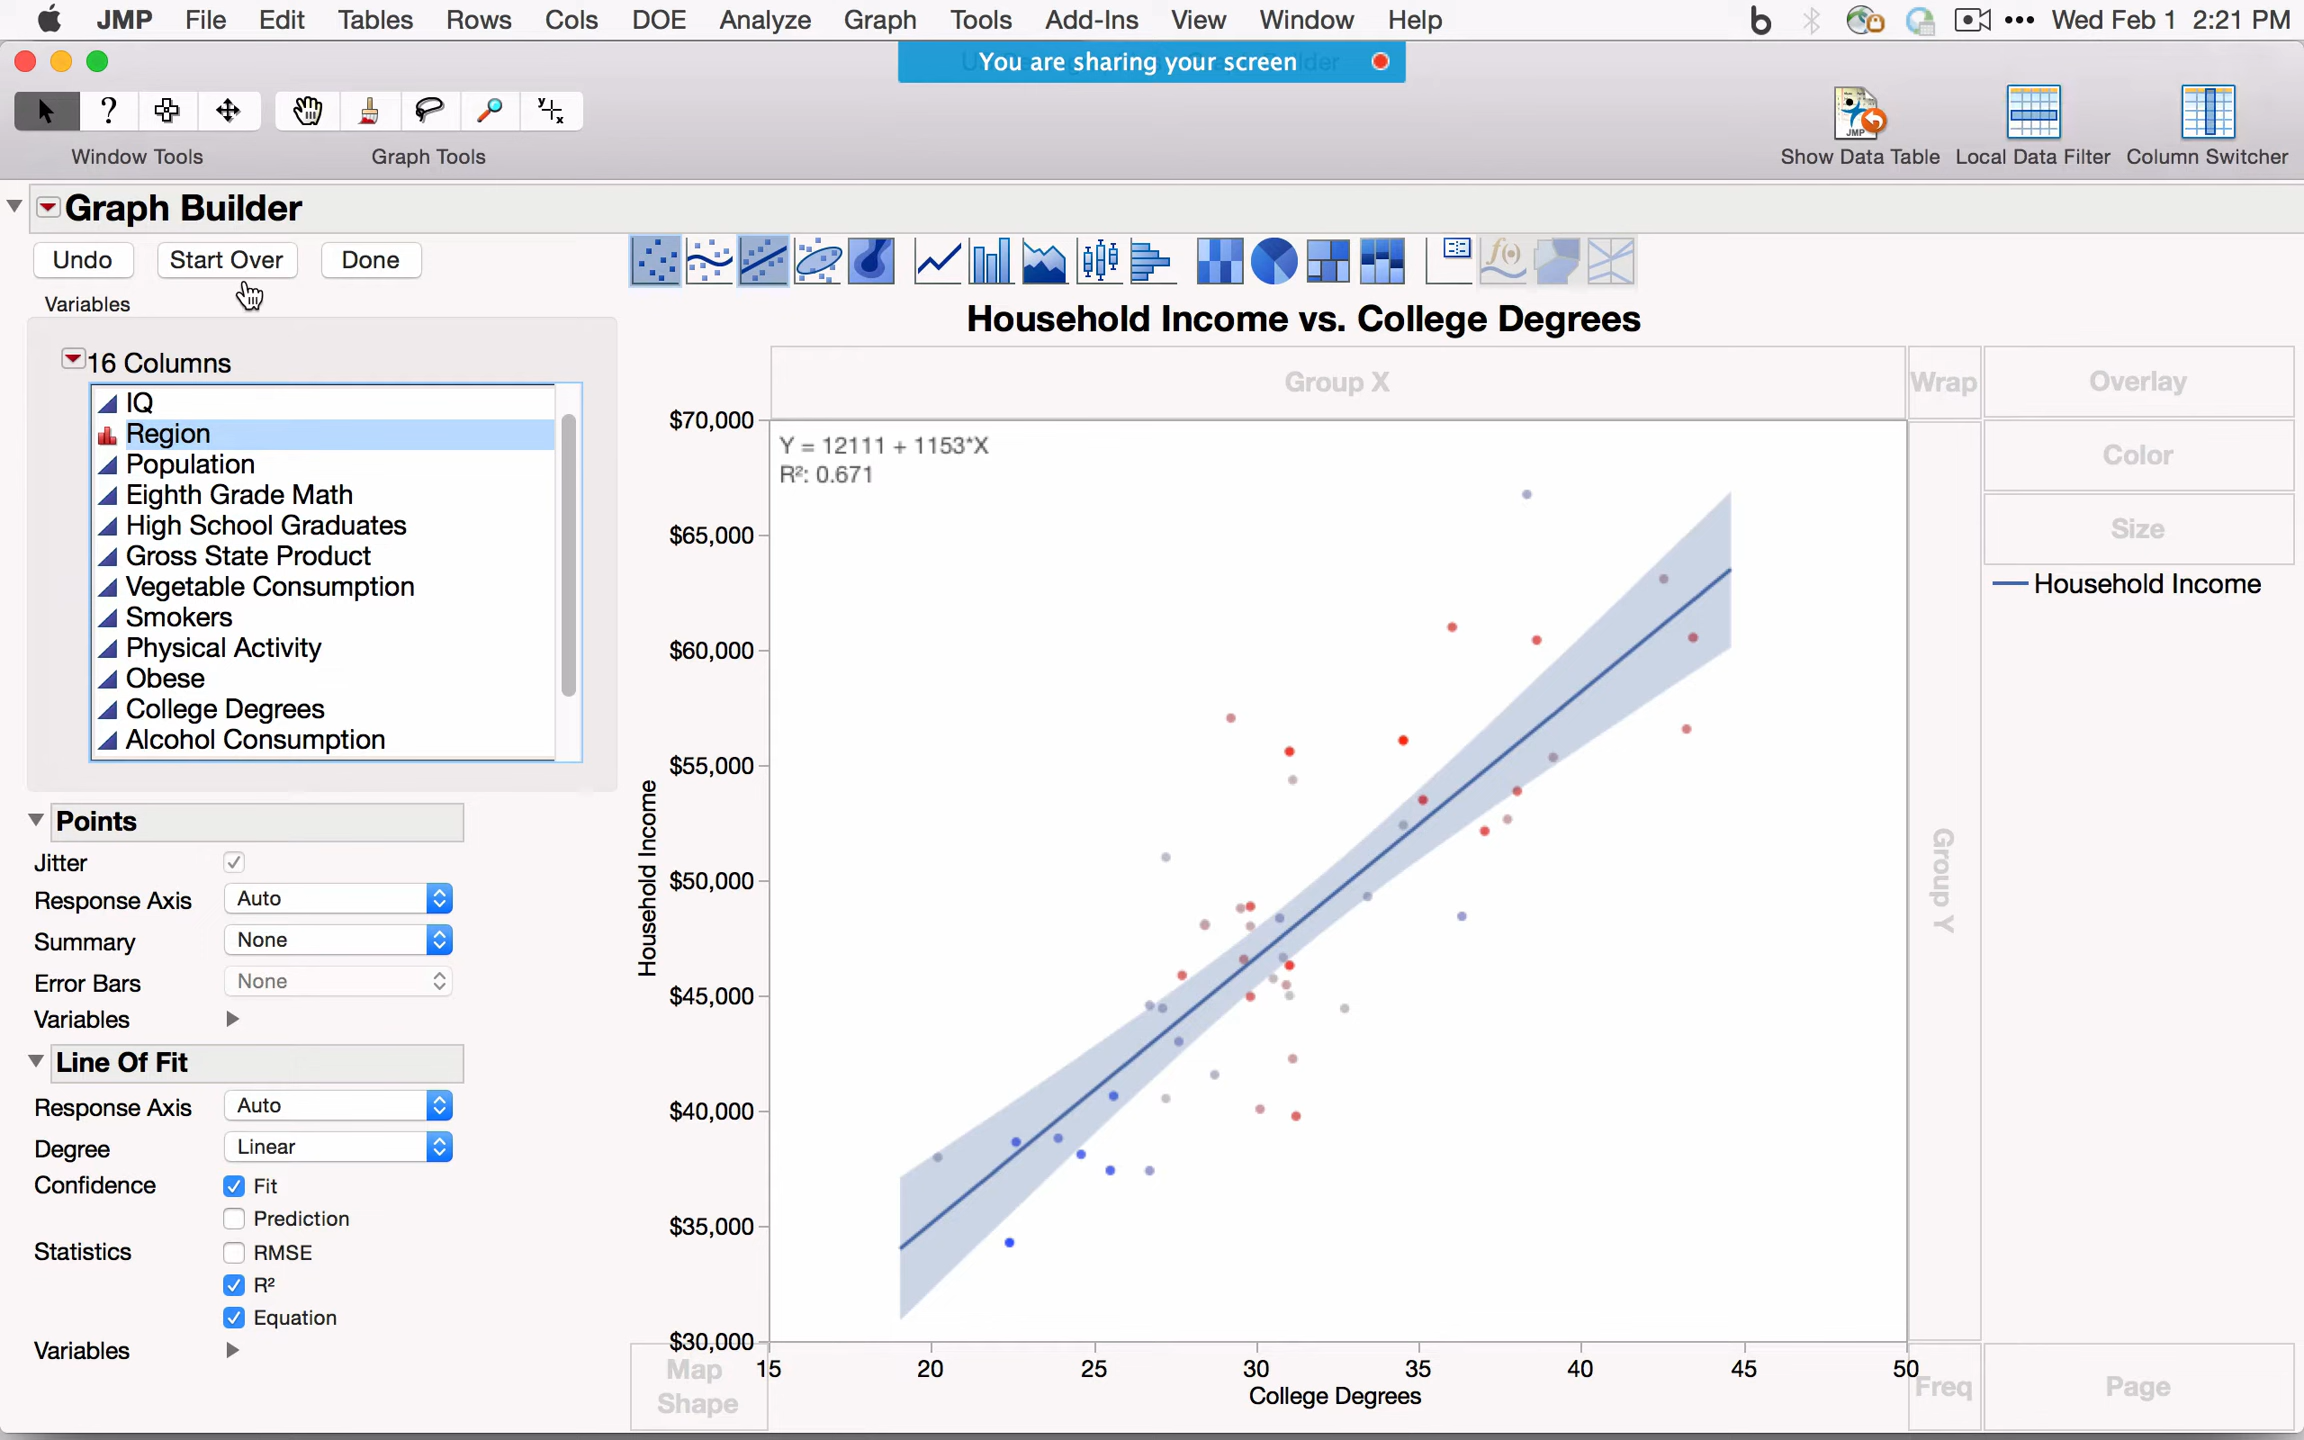 JMP File Edit Tables Rows Cols DOE Analyze Graph Tools Add-Ins View Window Help Wed Feb 1 2:21 PM
You are sharing your screen
Window Tools Graph Tools Show Data Table Local Data Filter Column Switcher
Graph Builder
Undo Start Over Done
Variables
16 Columns
IQ
Region
Population
Eighth Grade Math
High School Graduates
Gross State Product
Vegetable Consumption
Smokers
Physical Activity
Obese
College Degrees
Alcohol Consumption
Points
Jitter
Response Axis Auto
Summary None
Error Bars None
Variables
Line Of Fit
Response Axis Auto
Degree Linear
Confidence Fit
Prediction
Statistics RMSE
R²
Equation
Variables
Household Income vs. College Degrees
Group X
Wrap
Overlay
Color
Size
Household Income
Y = 12111 + 1153*X
R²: 0.671
$70,000
$65,000
$60,000
$55,000
$50,000
$45,000
$40,000
$35,000
$30,000
Household Income
Group Y
15 20 25 30 35 40 45 50
College Degrees
Map
Shape
Freq
Page